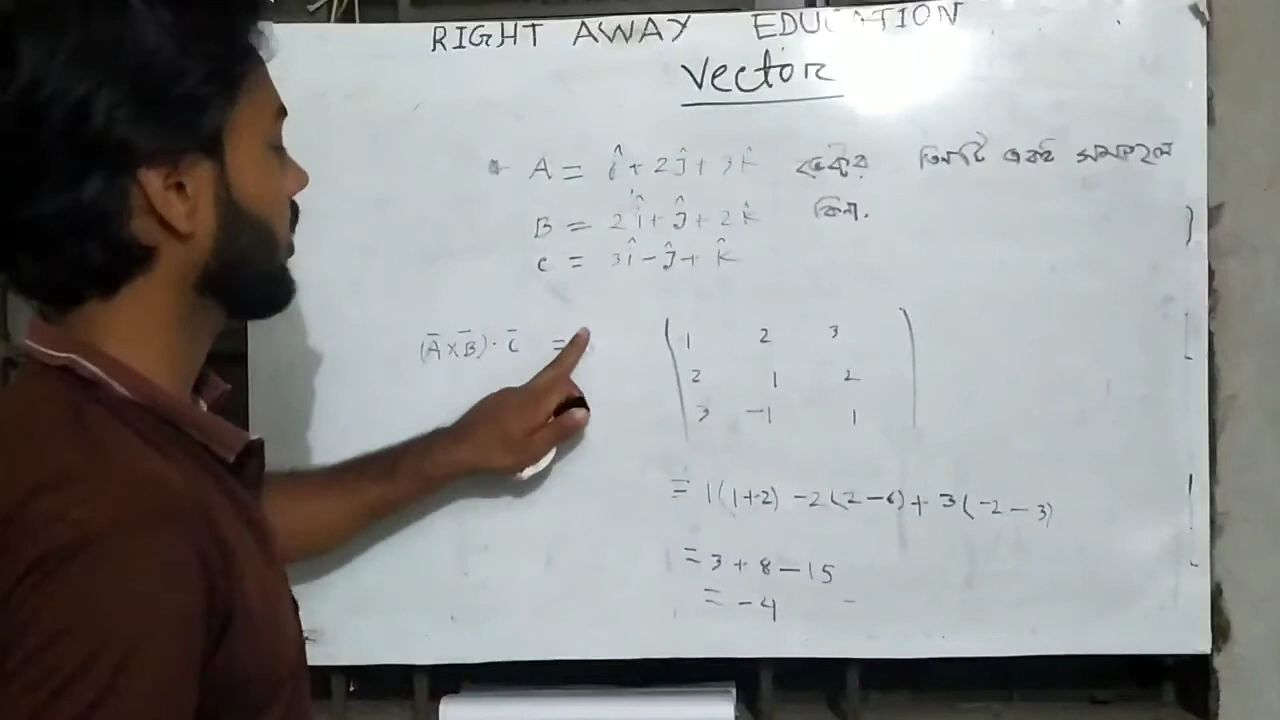 RIGHT AWAY EDUCATION
Vector
* A = î + 2ĵ + 3k̂ ভেক্টর তিনটি একই সমতলে
B = 2î + ĵ + 2k̂ কিনা.
C = 3î - ĵ + k̂
(A̅ × B̅) · C̅ = | 1 2 3 |
2 1 2
3 -1 1
= 1(1+2) - 2(2-6) + 3(-2-3)
= 3 + 8 - 15
= -4